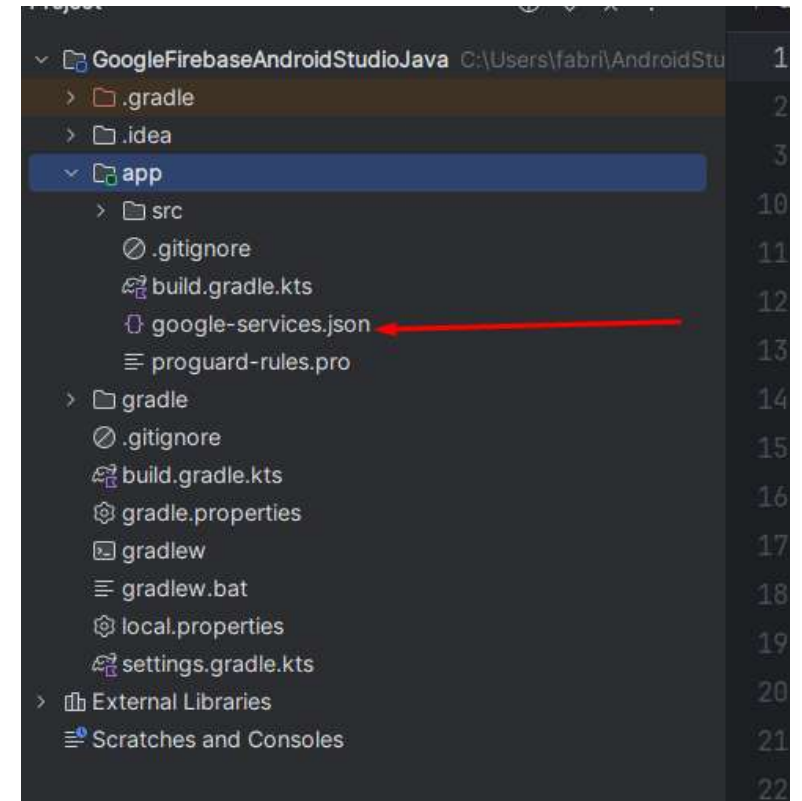 Project
GoogleFirebaseAndroidStudioJava C:\Users\fabri\AndroidStu
.gradle
.idea
app
src
.gitignore
build.gradle.kts
google-services.json
proguard-rules.pro
gradle
.gitignore
build.gradle.kts
gradle.properties
gradlew
gradlew.bat
local.properties
settings.gradle.kts
External Libraries
Scratches and Consoles
1
2
3
10
11
12
13
14
15
16
17
18
19
20
21
22